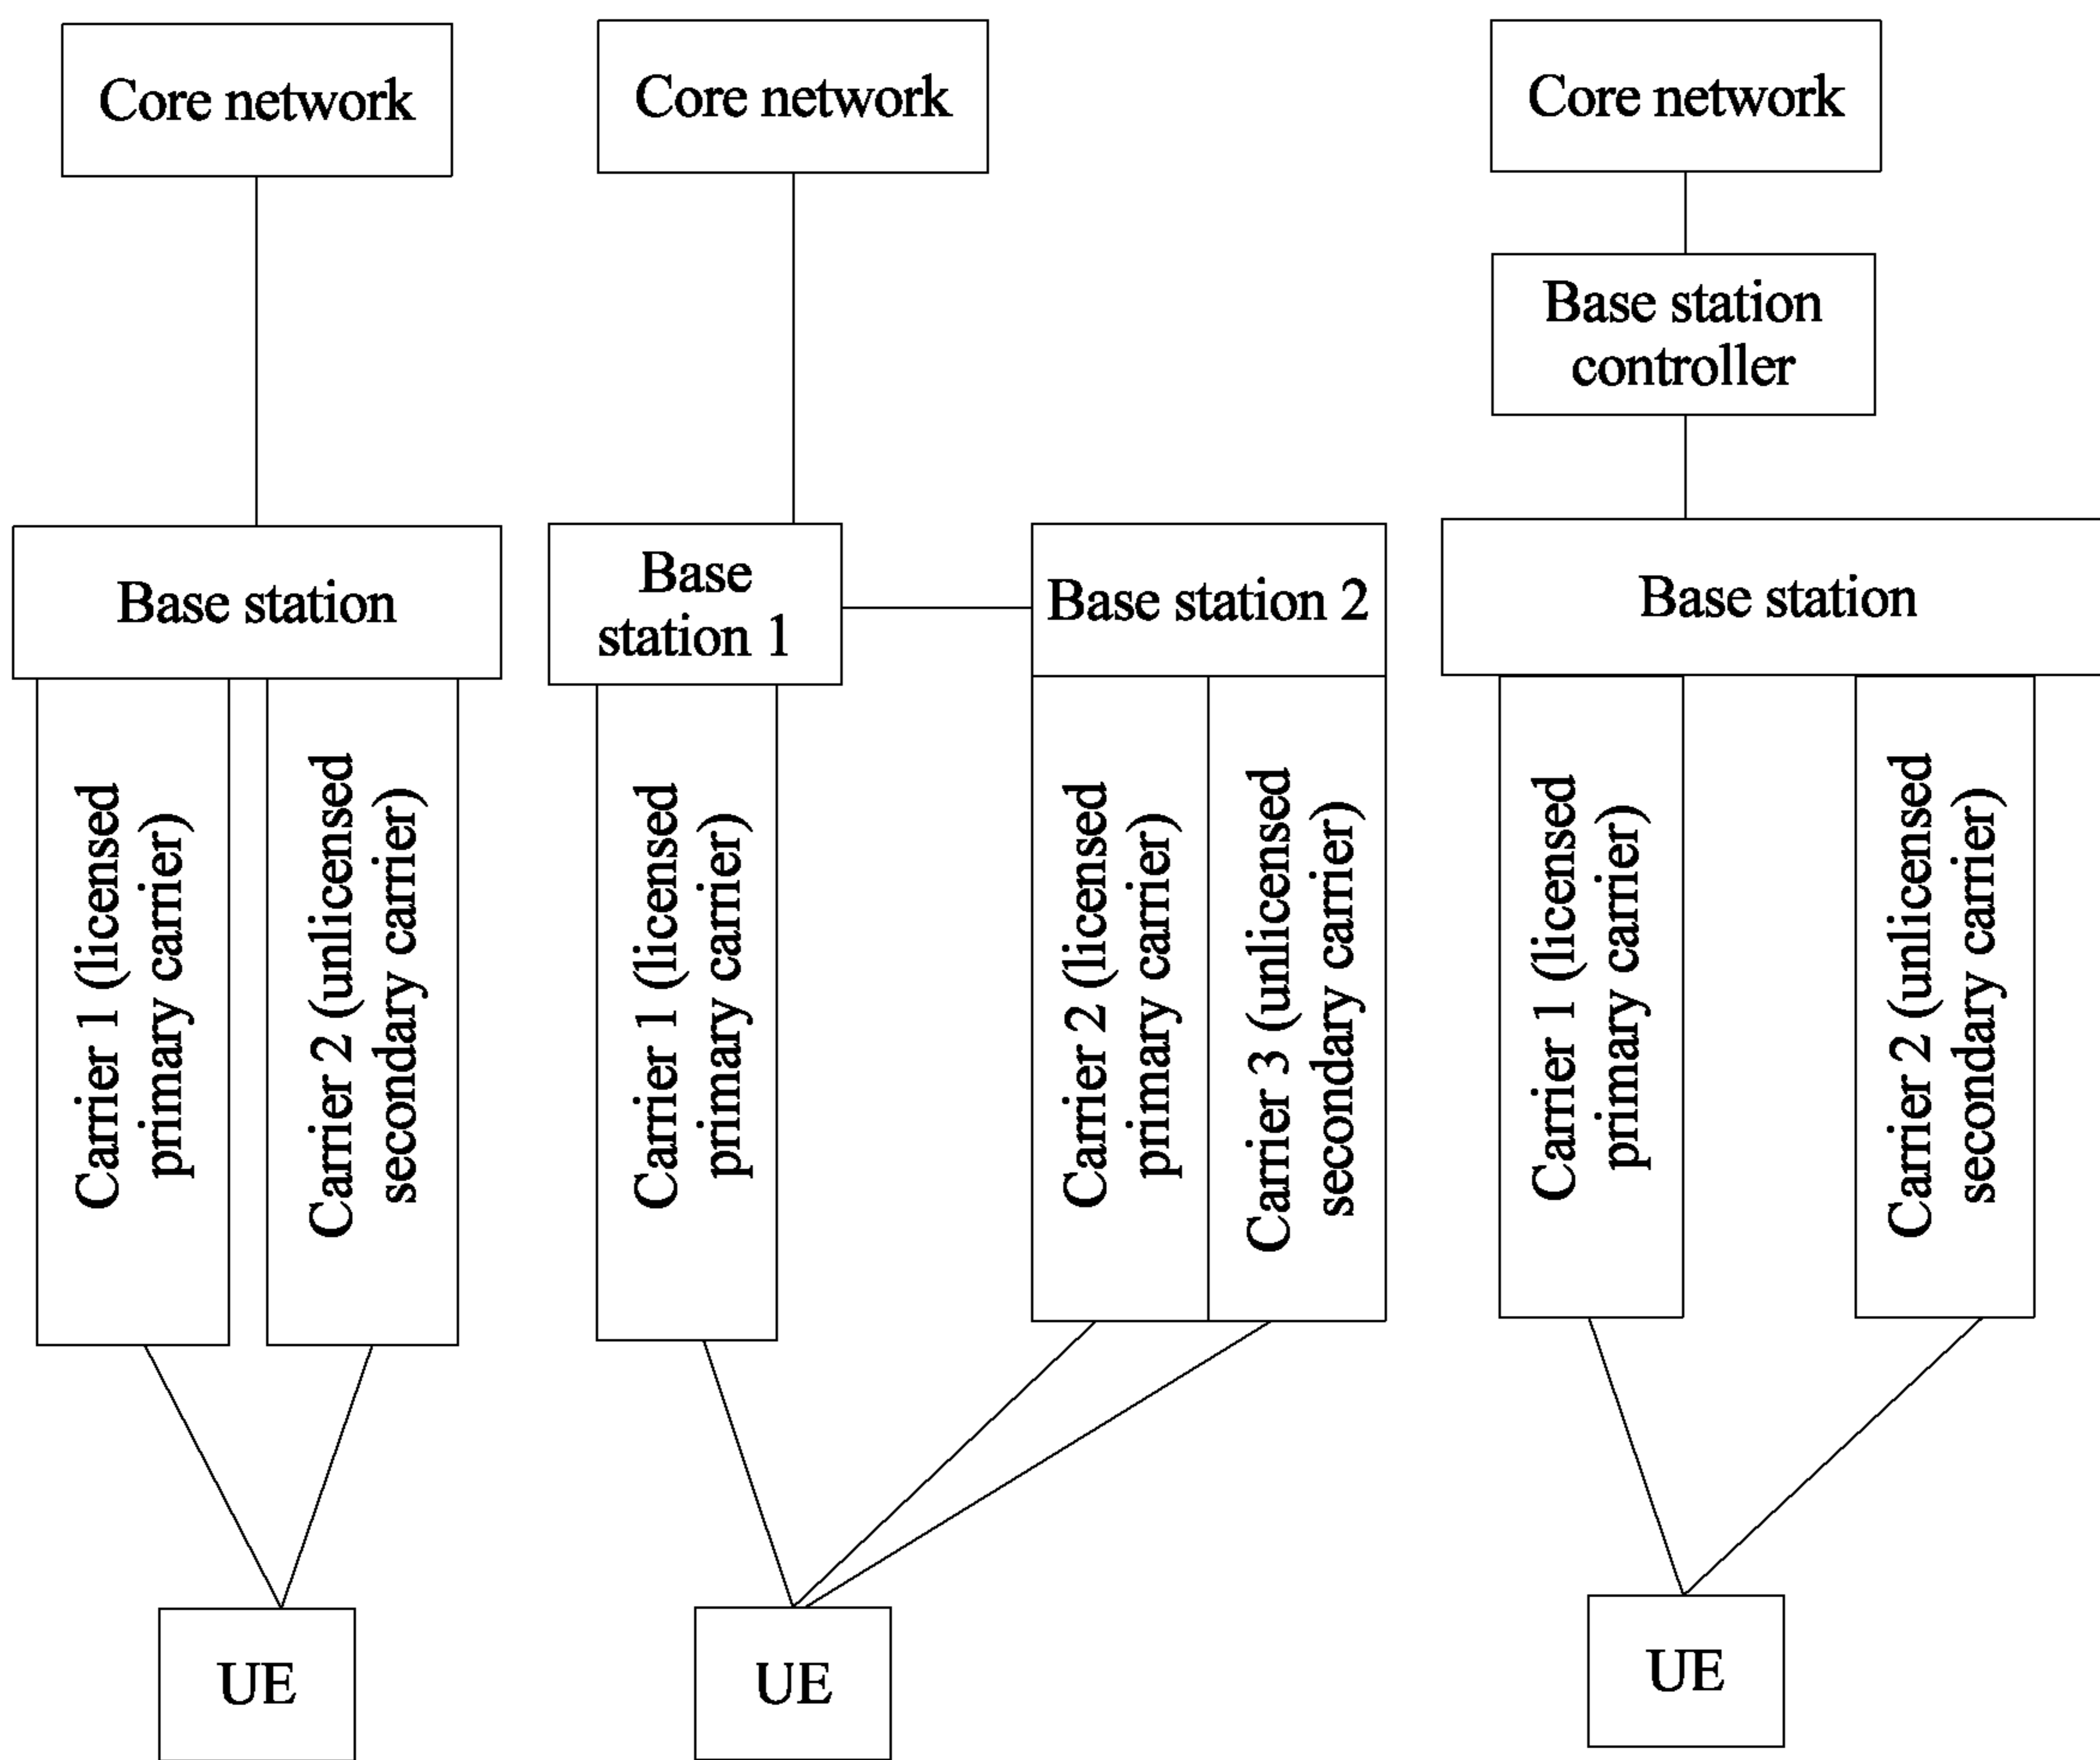 Core network
Base station
Carrier 1 (licensed
primary carrier)
Carrier 2 (unlicensed
secondary carrier)
UE
Core network
Base
station 1
Base station 2
Carrier 1 (licensed
primary carrier)
Carrier 2 (licensed
primary carrier)
Carrier 3 (unlicensed
secondary carrier)
UE
Core network
Base station
controller
Base station
Carrier 1 (licensed
primary carrier)
Carrier 2 (unlicensed
secondary carrier)
UE